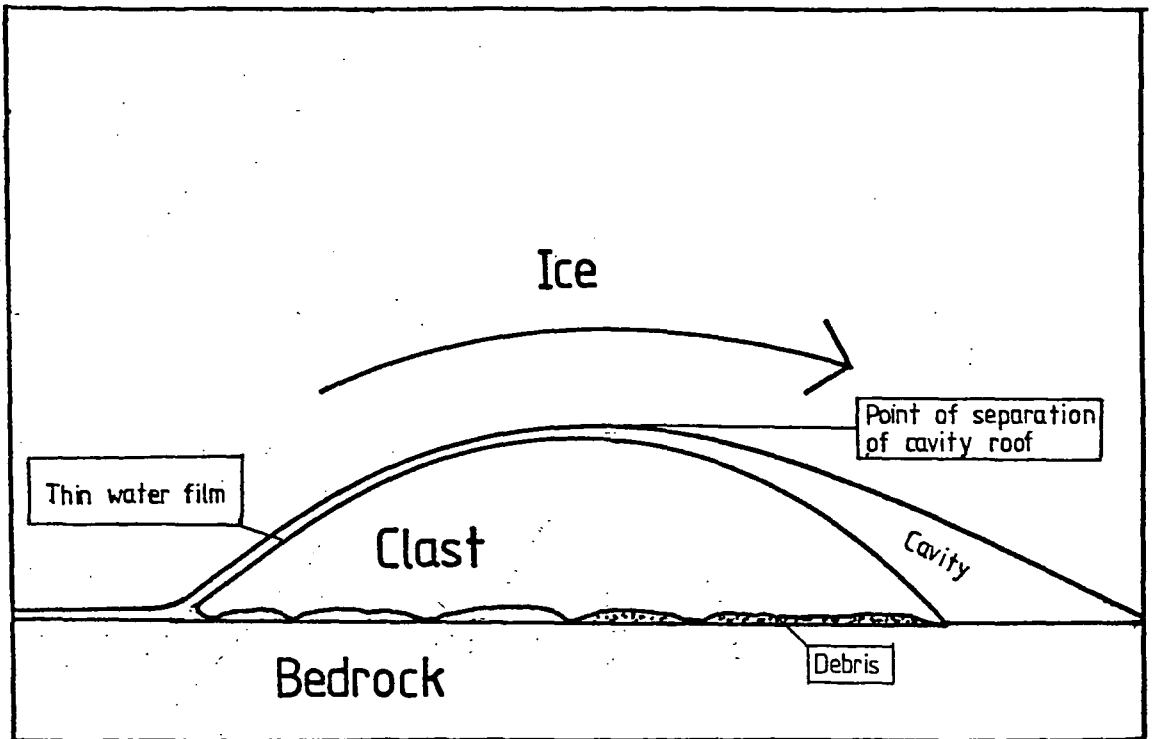 Ice
Point of separation
of cavity roof
Thin water film
Clast
Cavity
Debris
Bedrock